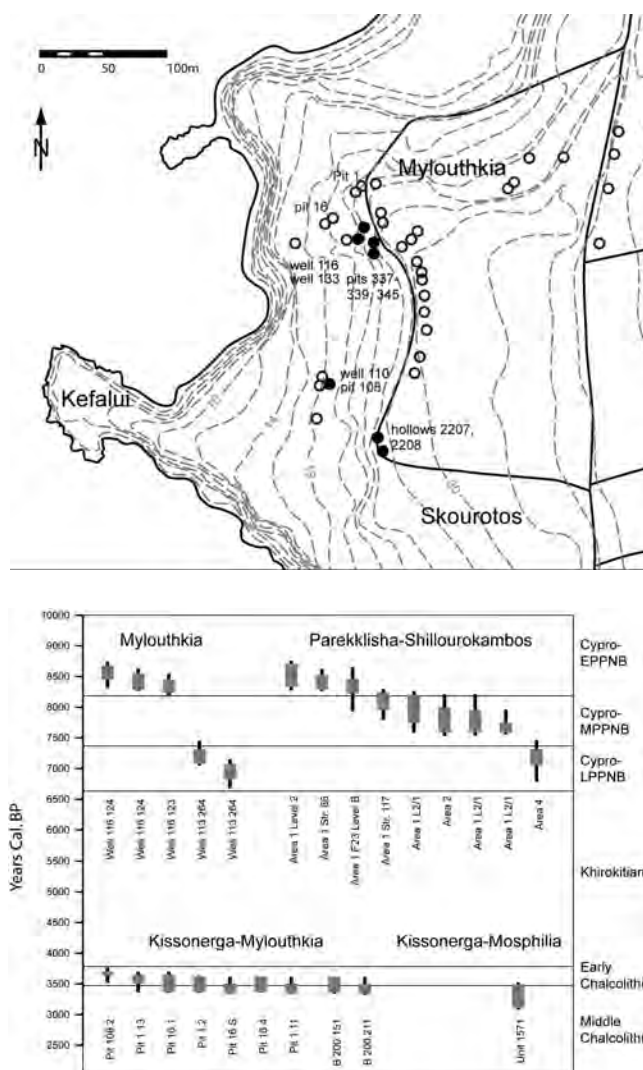 0 50 100m
N
Mylouthkia
Pit 1
pit 16
well 116
well 133
pits 337-
339, 345
Kefalui
well 110
pit 108
hollows 2207,
2208
Skourotos
10000
9000
8500
8000
7500
7000
6500
6000
5500
5000
4500
4000
3500
3000
2500
Years Cal. BP
Mylouthkia
Parekklisha-Shillourokambos
Cypro-
EPPNB
Cypro-
MPPNB
Cypro-
LPPNB
Khirokitian
Early
Chalcolithi
Middle
Chalcolithi
Well 116 124
Well 116 124
Well 116 123
Well 113 264
Well 113 264
Area 1 Level 2
Area 1 Str. 86
Area 1 F23 Level B
Area 1 Str. 117
Area 1 L2/1
Area 2
Area 1 L2/1
Area 1 L2/1
Area 4
Kissonerga-Mylouthkia
Kissonerga-Mosphilia
Pit 108 2
Pit 1 13
Pit 16 1
Pit 1 2
Pit 16 S
Pit 16 4
Pit 1 11
B 200 151
B 200 211
Unit 1571